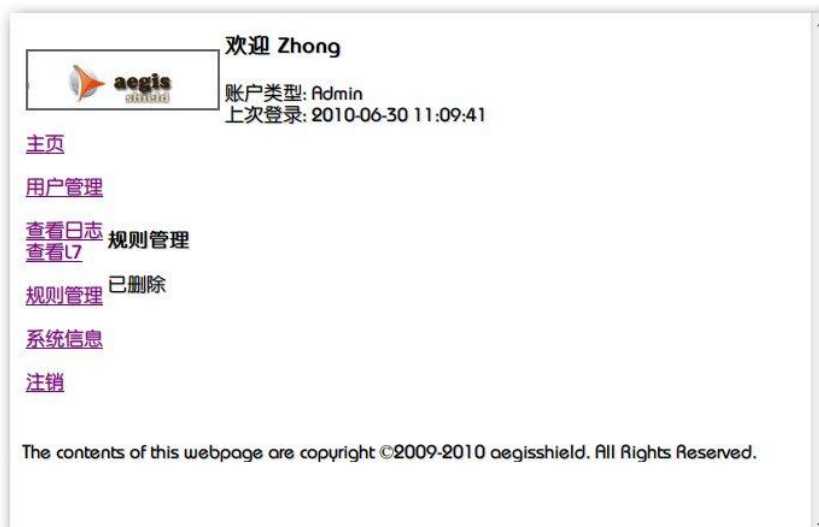 欢迎 Zhong
aegis
shield
账户类型: Admin
上次登录: 2010-06-30 11:09:41
主页
用户管理
查看日志
查看L7
规则管理
已删除
规则管理
系统信息
注销
The contents of this webpage are copyright ©2009-2010 aegisshield. All Rights Reserved.